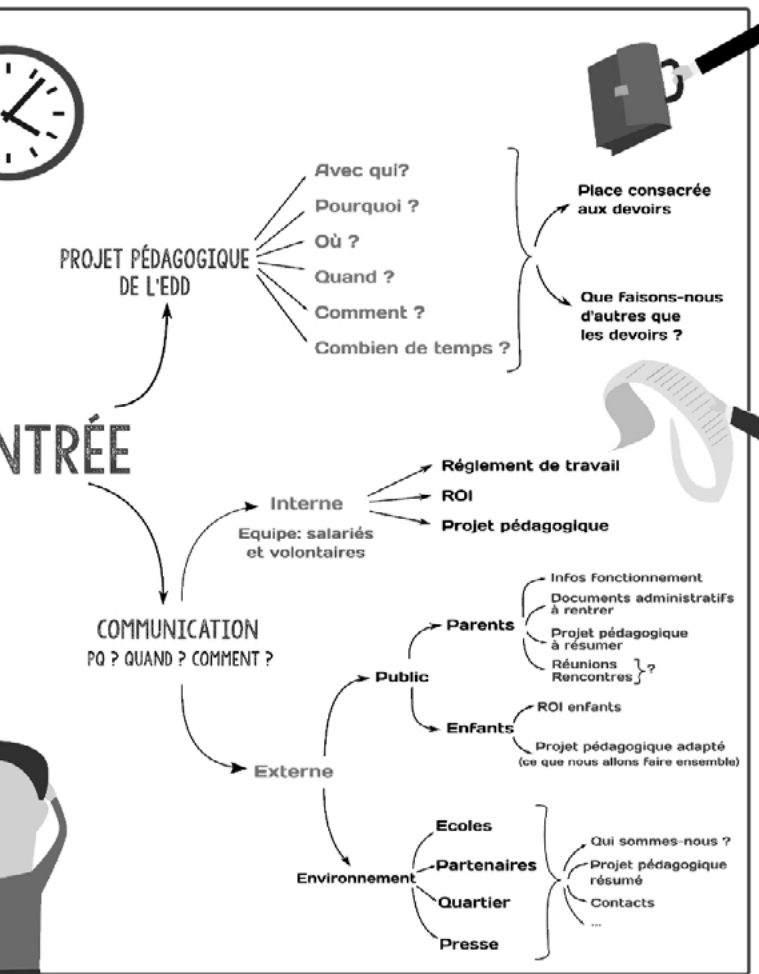 Avec qui?
Pourquoi ?
Où ?
Quand ?
Comment ?
Combien de temps ?
PROJET PÉDAGOGIQUE
DE L'EDD
Place consacrée
aux devoirs
Que faisons-nous
d'autres que
les devoirs ?
NTRÉE
Interne
Equipe: salariés
et volontaires
Réglement de travail
ROI
Projet pédagogique
COMMUNICATION
PQ ? QUAND ? COMMENT ?
Externe
Public
Parents
Infos fonctionnement
Documents administratifs
à rentrer
Projet pédagogique
à résumer
Réunions
Rencontres
?
Enfants
ROI enfants
Projet pédagogique adapté
(ce que nous allons faire ensemble)
Environnement
Ecoles
Partenaires
Quartier
Presse
Qui sommes-nous ?
Projet pédagogique
résumé
Contacts
...